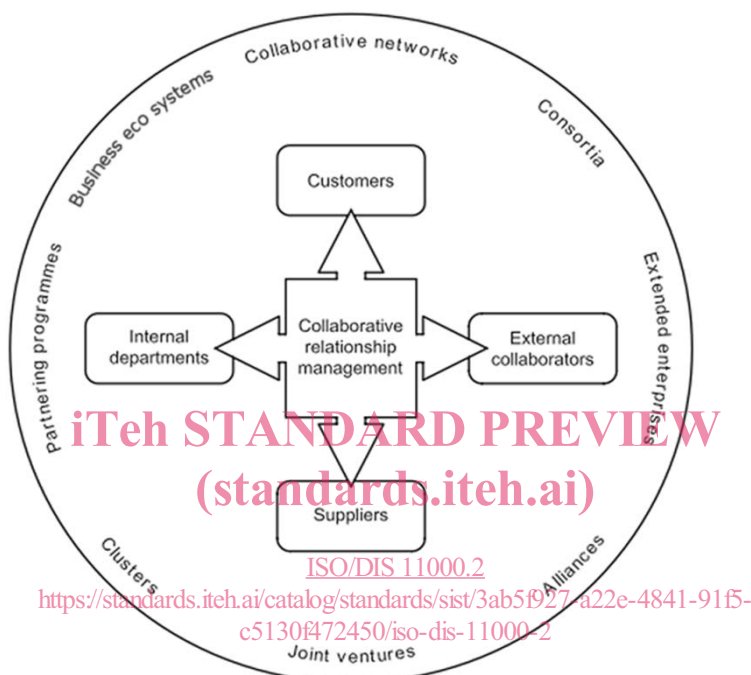 Collaborative networks
Business eco systems
Consortia
Customers
Partnering programmes
Extended enterprises
Internal
departments
Collaborative
relationship
management
External
collaborators
iTeh STANDARD PREVIEW
(standards.iteh.ai)
Suppliers
Clusters
Alliances
ISO/DIS 11000.2
https://standards.iteh.ai/catalog/standards/sist/3ab5f927-a22e-4841-91f5-
c5130f472450/iso-dis-11000-2
Joint ventures